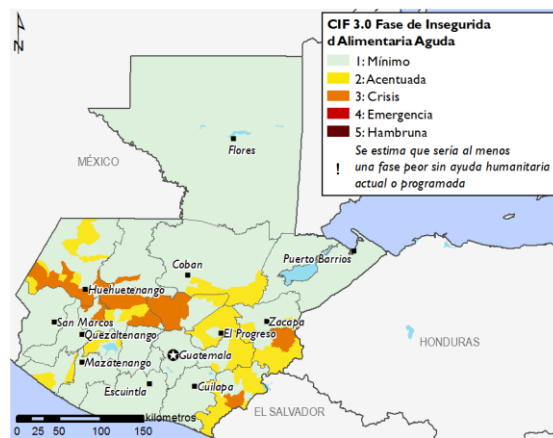 N
CIF 3.0 Fase de Insegurida
d Alimentaria Aguda
1: Mínimo
2: Acentuada
3: Crisis
4: Emergencia
5: Hambruna
Se estima que sería al menos
! una fase peor sin ayuda humanitaria
actual o programada
MÉXICO
Flores
Puerto Barrios
Coban
Huehuetenango
San Marcos
Quezaltenango
El Progreso
Zacapa
HONDURAS
Guatemala
Mazatenango
Escuintla
Cuilapa
EL SALVADOR
kilometros
0 25 50 100 150